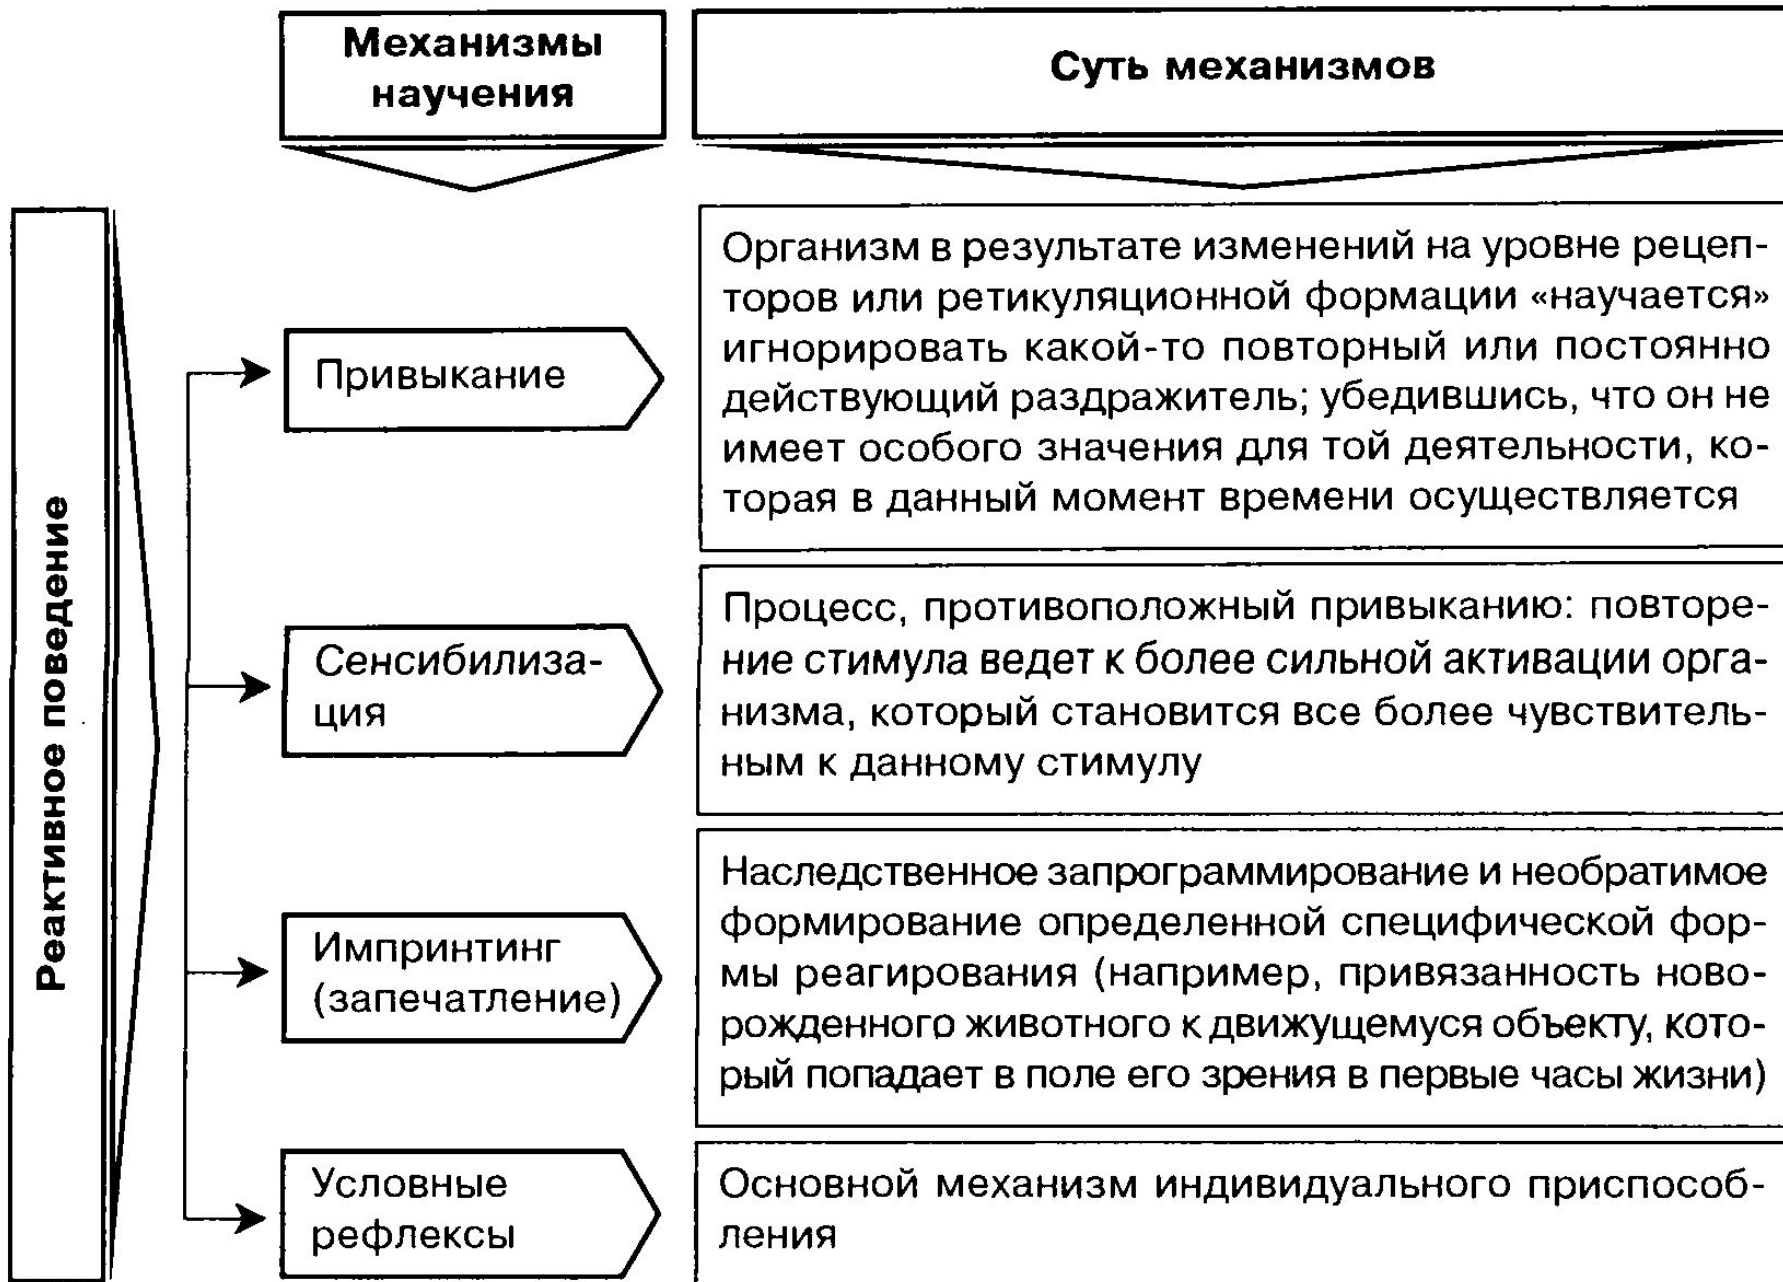 Механизмы
научения
Суть механизмов
Реактивное поведение
Привыкание
Организм в результате изменений на уровне рецеп-
торов или ретикуляционной формации «научается»
игнорировать какой-то повторный или постоянно
действующий раздражитель; убедившись, что он не
имеет особого значения для той деятельности, ко-
торая в данный момент времени осуществляется
Сенсибилиза-
ция
Процесс, противоположный привыканию: повторе-
ние стимула ведет к более сильной активации орга-
низма, который становится все более чувствитель-
ным к данному стимулу
Импринтинг
(запечатление)
Наследственное запрограммирование и необратимое
формирование определенной специфической фор-
мы реагирования (например, привязанность ново-
рожденного животного к движущемуся объекту, кото-
рый попадает в поле его зрения в первые часы жизни)
Условные
рефлексы
Основной механизм индивидуального приспособ-
ления